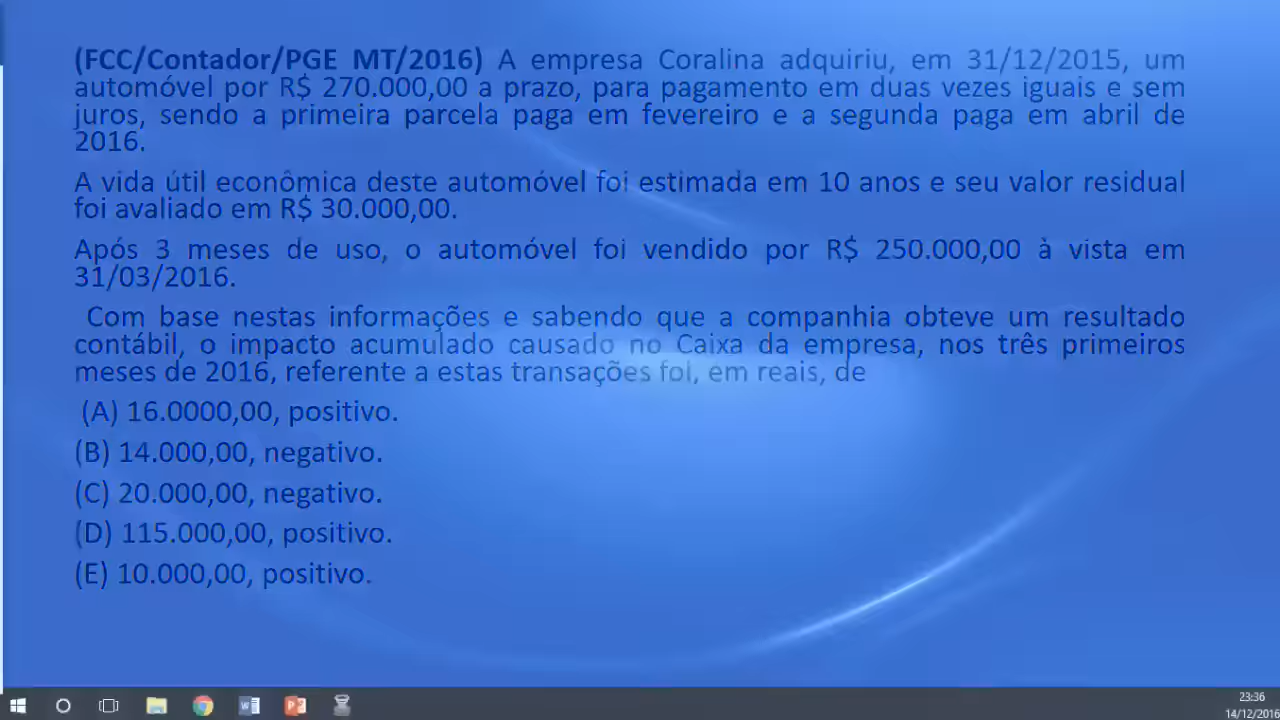 (FCC/Contador/PGE MT/2016) A empresa Coralina adquiriu, em 31/12/2015, um
automóvel por R$ 270.000,00 a prazo, para pagamento em duas vezes iguais e sem
juros, sendo a primeira parcela paga em fevereiro e a segunda paga em abril de
2016.
A vida útil econômica deste automóvel foi estimada em 10 anos e seu valor residual
foi avaliado em R$ 30.000,00.
Após 3 meses de uso, o automóvel foi vendido por R$ 250.000,00 à vista em
31/03/2016.
Com base nestas informações e sabendo que a companhia obteve um resultado
contábil, o impacto acumulado causado no Caixa da empresa, nos três primeiros
meses de 2016, referente a estas transações foi, em reais, de
(A) 16.0000,00, positivo.
(B) 14.000,00, negativo.
(C) 20.000,00, negativo.
(D) 115.000,00, positivo.
(E) 10.000,00, positivo.
23:36
14/12/2016